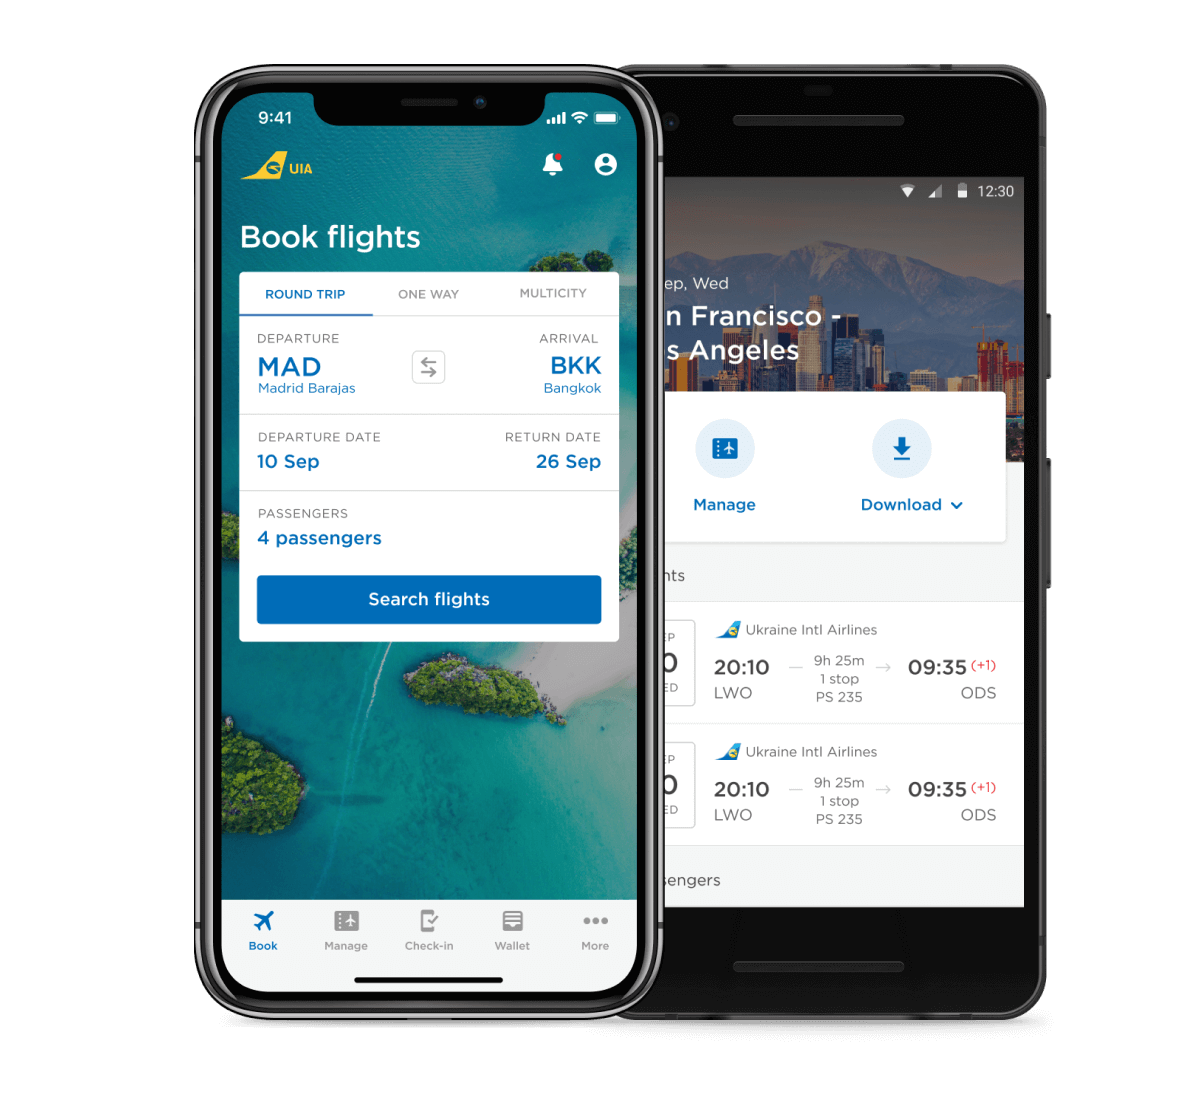 9:41
UIA
Book flights
ROUND TRIP ONE WAY MULTICITY
DEPARTURE ARRIVAL
MAD BKK
Madrid Barajas Bangkok
DEPARTURE DATE RETURN DATE
10 Sep 26 Sep
PASSENGERS
4 passengers
Search flights
Book Manage Check-in Wallet More
12:30
ep, Wed
n Francisco -
s Angeles
Manage Download
nts
EP
0
ED
Ukraine Intl Airlines
20:10 9h 25m 09:35 (+1)
LWO 1 stop ODS
PS 235
EP
0
ED
Ukraine Intl Airlines
20:10 9h 25m 09:35 (+1)
LWO 1 stop ODS
PS 235
sengers